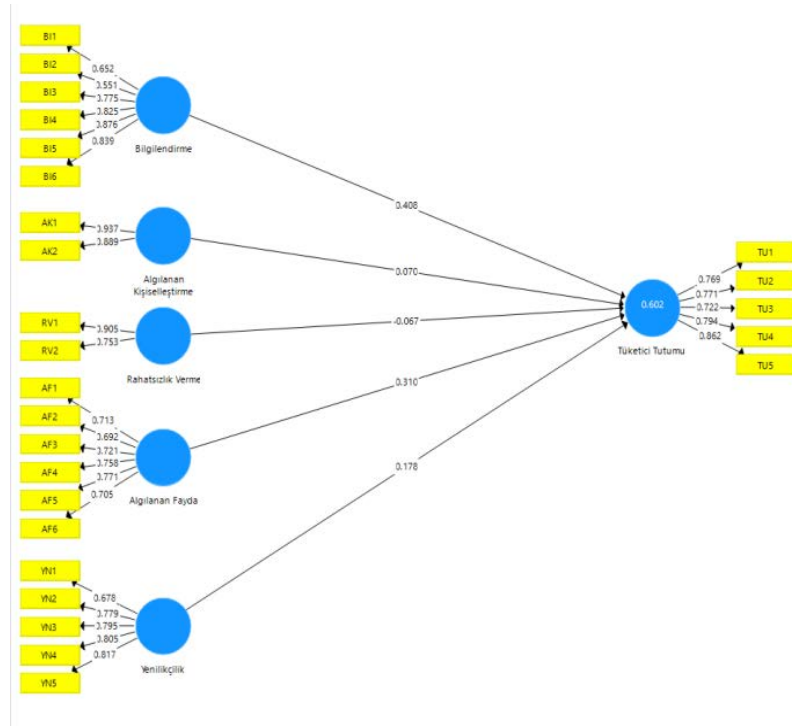 BI1
BI2
BI3
BI4
BI5
BI6
0.652
0.551
0.775
0.825
0.876
0.839
Bilgilendirme
0.408
AK1
AK2
0.937
0.889
Algılanan
Kişiselleştirme
0.070
RV1
RV2
0.905
0.753
Rahatsızlık Verme
-0.067
AF1
AF2
AF3
AF4
AF5
AF6
0.713
0.692
0.721
0.758
0.771
0.705
Algılanan Fayda
0.310
YN1
YN2
YN3
YN4
YN5
0.678
0.779
0.795
0.805
0.817
Yenilikçilik
0.178
0.602
Tüketici Tutumu
0.769
0.771
0.722
0.794
0.862
TU1
TU2
TU3
TU4
TU5